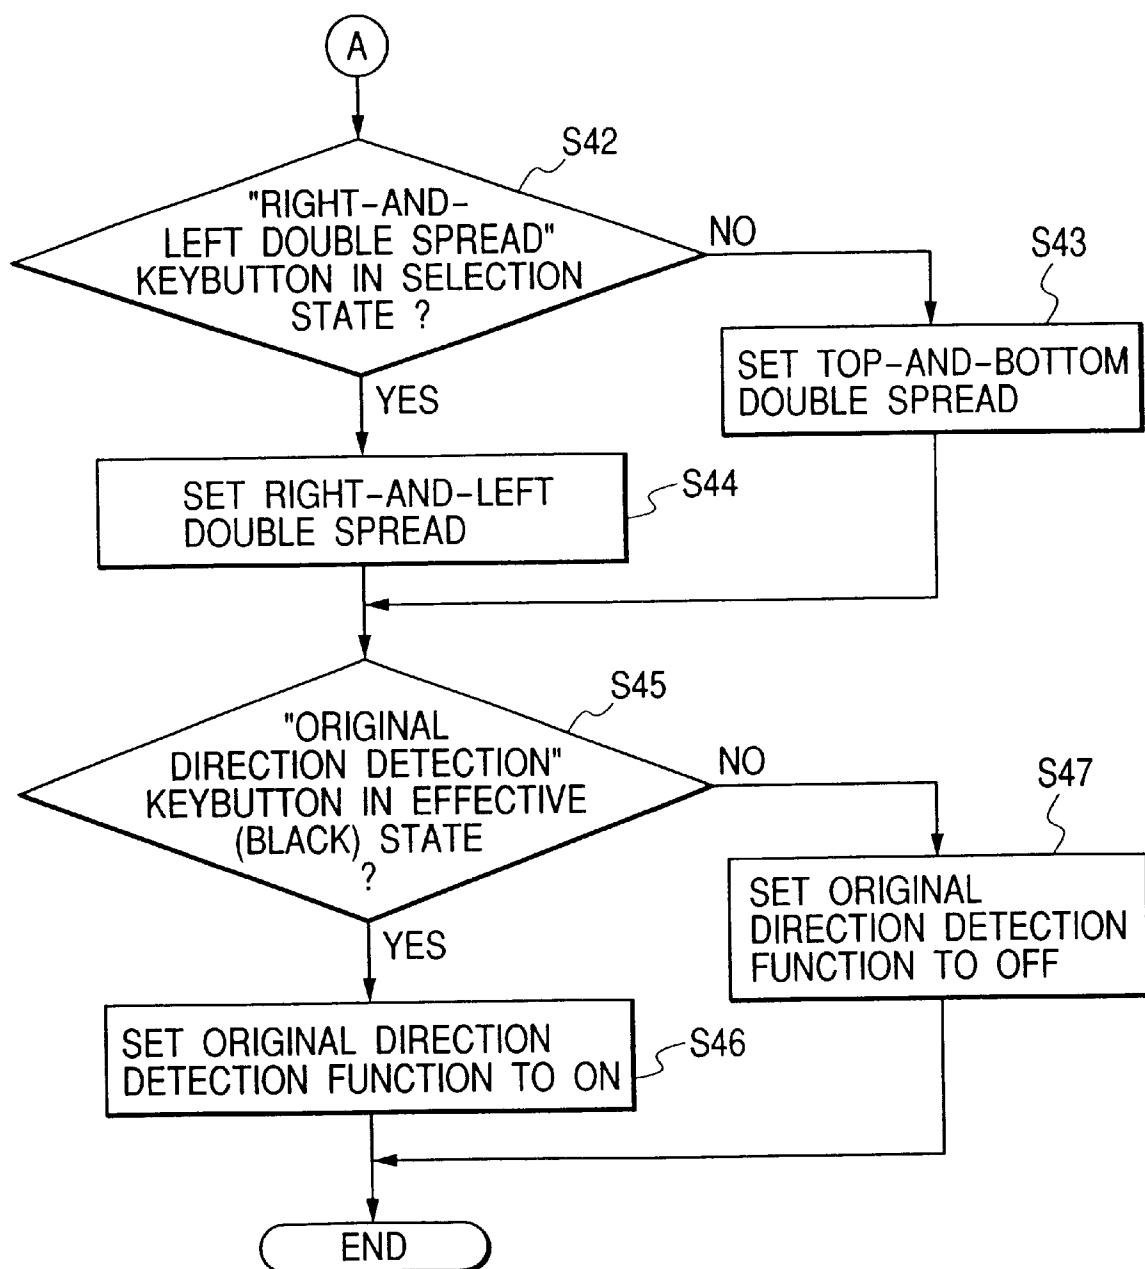 A
S42
"RIGHT-AND-
LEFT DOUBLE SPREAD"
KEYBUTTON IN SELECTION
STATE ?
NO
S43
SET TOP-AND-BOTTOM
DOUBLE SPREAD
YES
SET RIGHT-AND-LEFT
DOUBLE SPREAD
S44
S45
"ORIGINAL
DIRECTION DETECTION"
KEYBUTTON IN EFFECTIVE
(BLACK) STATE
?
NO
S47
SET ORIGINAL
DIRECTION DETECTION
FUNCTION TO OFF
YES
SET ORIGINAL DIRECTION
DETECTION FUNCTION TO ON
S46
END